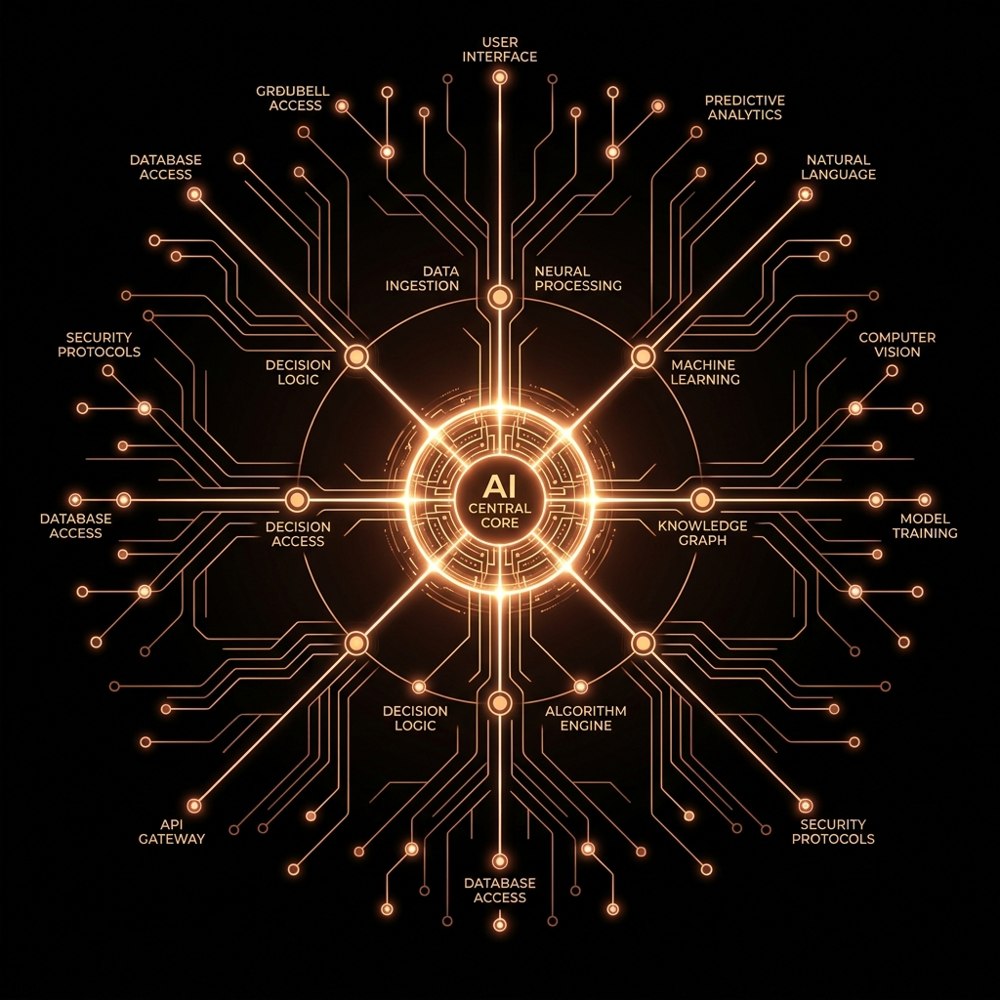 USER
INTERFACE
GROUBELL
ACCESS
PREDICTIVE
ANALYTICS
DATABASE
ACCESS
NATURAL
LANGUAGE
DATA
INGESTION
NEURAL
PROCESSING
SECURITY
PROTOCOLS
COMPUTER
VISION
DECISION
LOGIC
MACHINE
LEARNING
AI
CENTRAL
CORE
DATABASE
ACCESS
DECISION
ACCESS
KNOWLEDGE
GRAPH
MODEL
TRAINING
DECISION
LOGIC
ALGORITHM
ENGINE
API
GATEWAY
SECURITY
PROTOCOLS
DATABASE
ACCESS